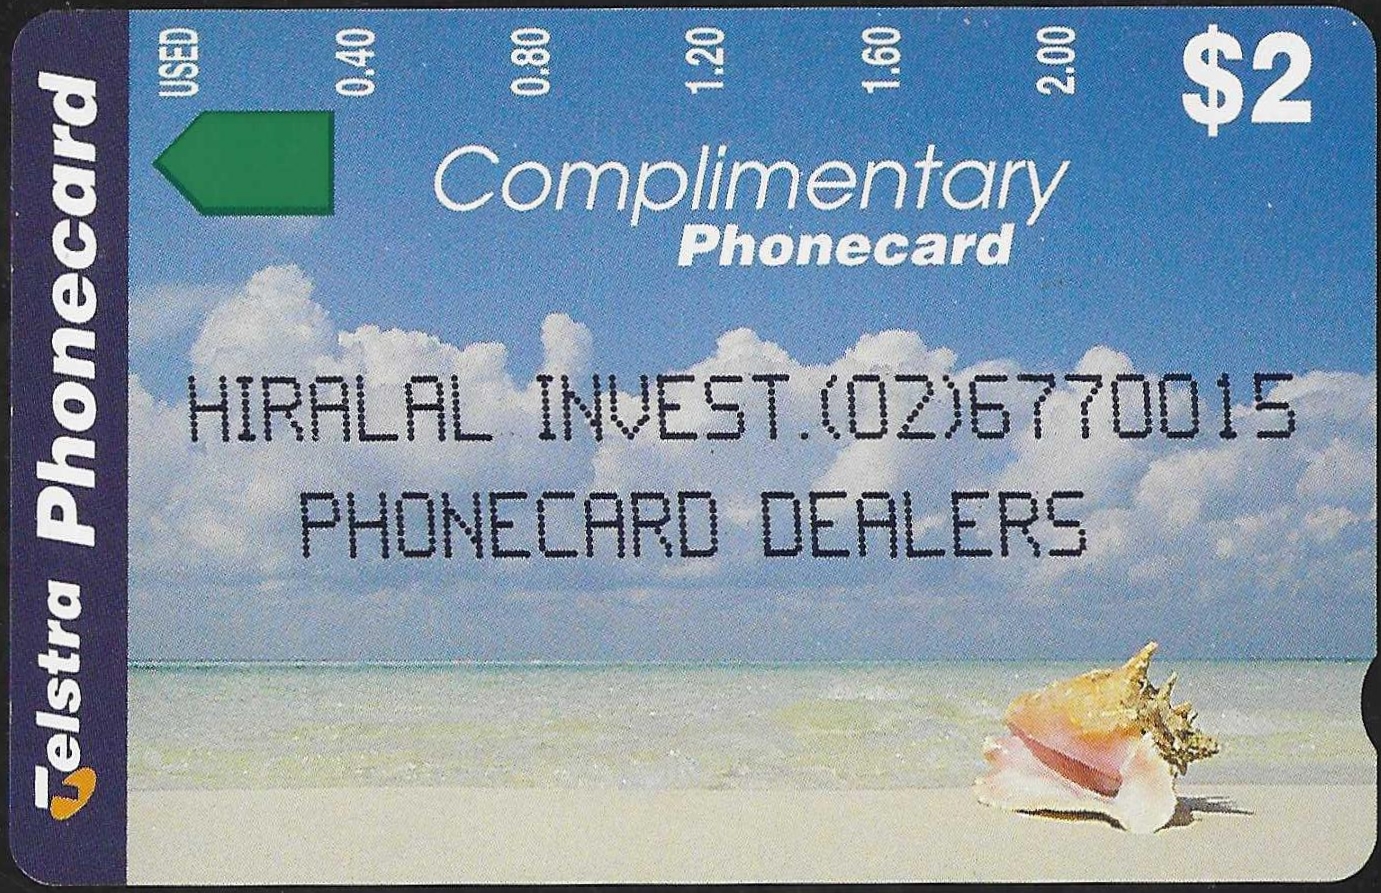 Telstra Phonecard
USED 0.40 0.80 1.20 1.60 2.00
$2
Complimentary
Phonecard
HIRALAL INVEST.(02)6770015
PHONECARD DEALERS